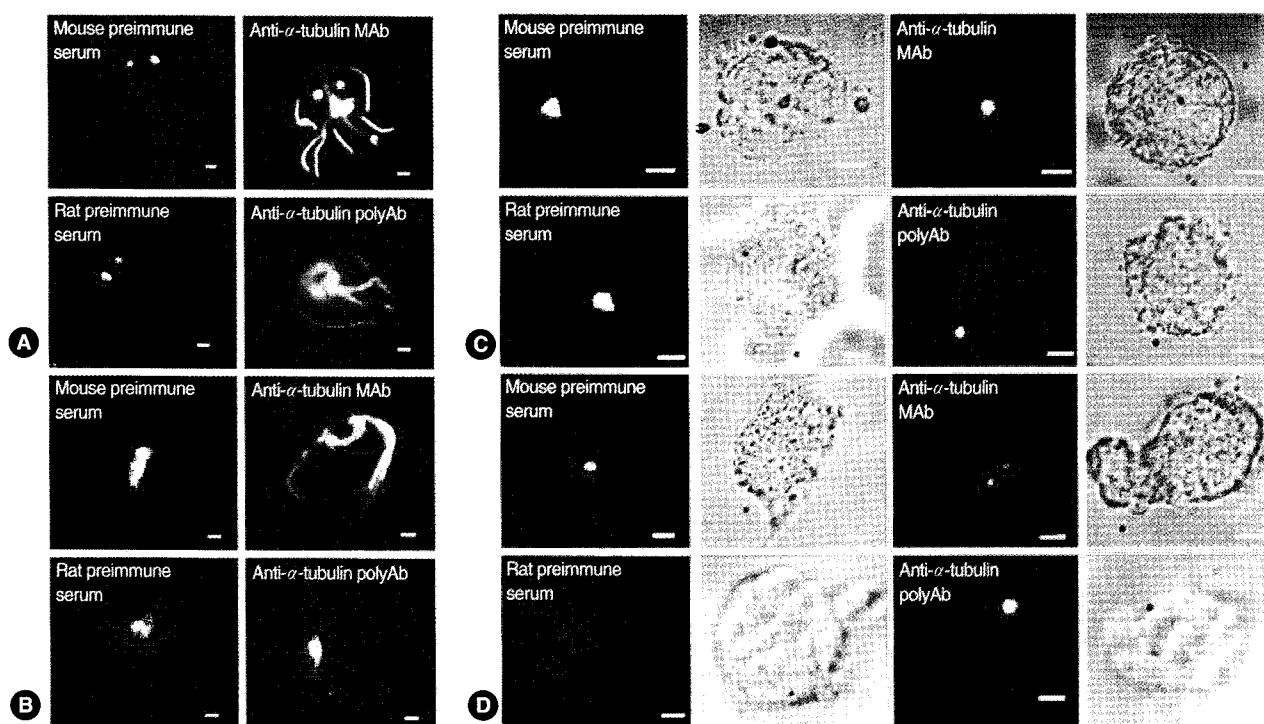 Mouse preimmune
serum
Anti-α-tubulin MAb
Rat preimmune
serum
Anti-α-tubulin polyAb
A
Mouse preimmune
serum
Anti-α-tubulin MAb
Rat preimmune
serum
Anti-α-tubulin polyAb
B
Mouse preimmune
serum
Anti-α-tubulin
MAb
Rat preimmune
serum
Anti-α-tubulin
polyAb
C
Mouse preimmune
serum
Anti-α-tubulin
MAb
Rat preimmune
serum
Anti-α-tubulin
polyAb
D